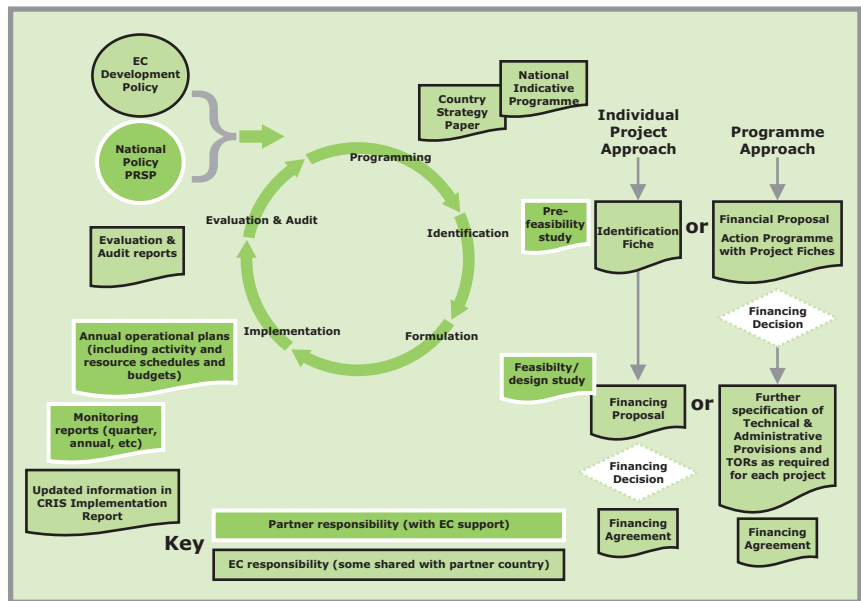 EC
Development
Policy
National
Policy
PRSP
Country
Strategy
Paper
National
Indicative
Programme
Individual
Project
Approach
Programme
Approach
Programming
Evaluation & Audit
Identification
Implementation
Formulation
Evaluation &
Audit reports
Pre-
feasibility
study
Identification
Fiche
or
Financial Proposal
Action Programme
with Project Fiches
Financing
Decision
Annual operational plans
(including activity and
resource schedules and
budgets)
Feasibilty/
design study
Financing
Proposal
or
Further
specification of
Technical &
Administrative
Provisions and
TORs as required
for each project
Monitoring
reports (quarter,
annual, etc)
Financing
Decision
Updated information in
CRIS Implementation
Report
Financing
Agreement
Financing
Agreement
Key
Partner responsibility (with EC support)
EC responsibility (some shared with partner country)